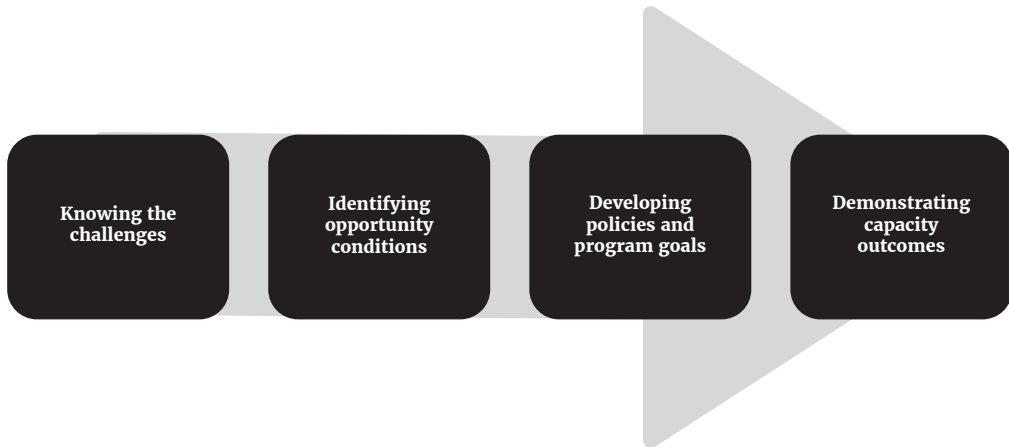 Knowing the
challenges
Identifying
opportunity
conditions
Developing
policies and
program goals
Demonstrating
capacity
outcomes